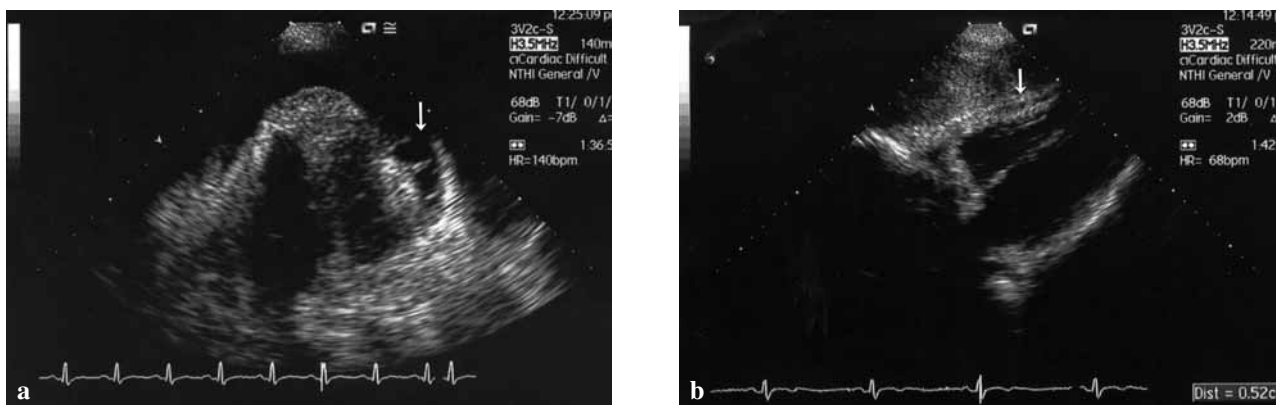 12:25:09 p
3V2c-S
H3.5MHz 140m
Cardiac Difficult
NTHI General /V
68dB T1/ 0/1/
Gain= -7dB Δ=
1:36:5
HR=140bpm
a
12:14:49 p
3V2c-S
H3.5MHz 220m
Cardiac Difficult
NTHI General /V
68dB T1/ 0/1/
Gain= 2dB Δ=
1:42
HR= 68bpm
b
Dist = 0.52c